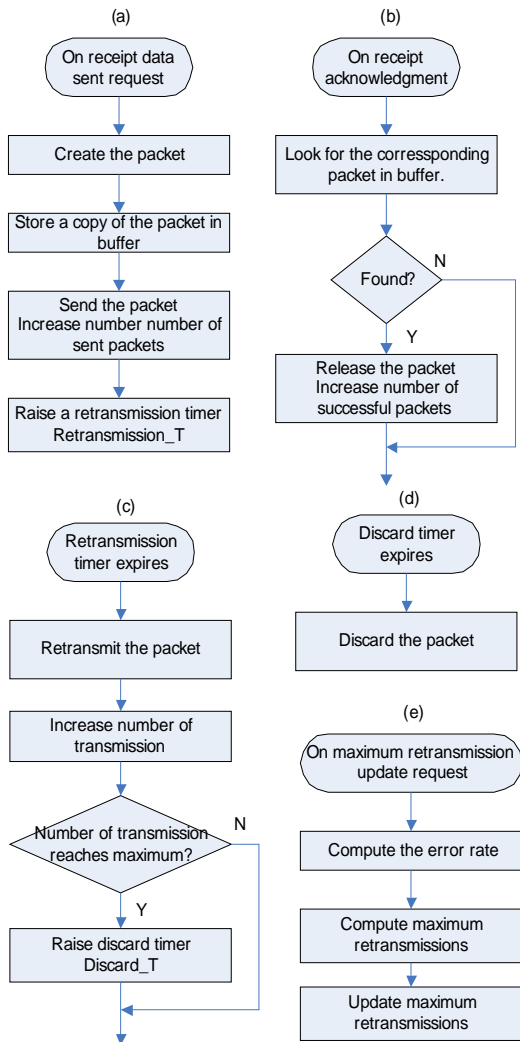 (a)
On receipt data
sent request
Create the packet
Store a copy of the packet in
buffer
Send the packet
Increase number number of
sent packets
Raise a retransmission timer
Retransmission_T
(b)
On receipt
acknowledgment
Look for the corressponding
packet in buffer.
Found?
N
Y
Release the packet
Increase number of
successful packets
(c)
Retransmission
timer expires
Retransmit the packet
Increase number of
transmission
Number of transmission
reaches maximum?
N
Y
Raise discard timer
Discard_T
(d)
Discard timer
expires
Discard the packet
(e)
On maximum retransmission
update request
Compute the error rate
Compute maximum
retransmissions
Update maximum
retransmissions